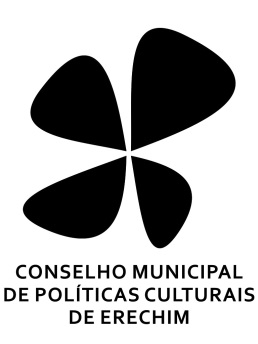 CONSELHO MUNICIPAL
DE POLÍTICAS CULTURAIS
DE ERECHIM